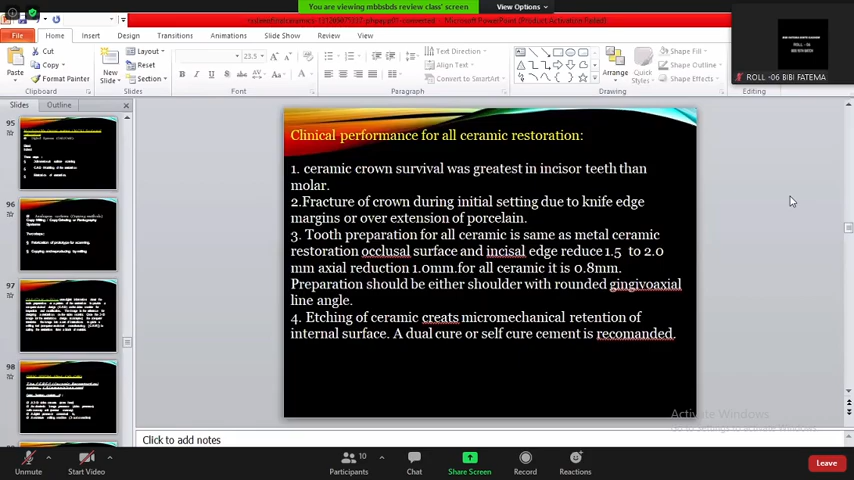 You are viewing mbbsbds review class' screen
View Options
Microsoft PowerPoint (Product Activation Failed)
File
Home
Insert
Design
Transitions
Animations
Slide Show
Review
View
Cut
Copy
Format Painter
Paste
New
Slide
Layout
Reset
Section
Font
Paragraph
Text Direction
Align Text
Convert to SmartArt
Arrange
Quick
Styles
Shape Fill
Shape Outline
Shape Effects
Drawing
Editing
ROLL - 06
ROLL -06 BIBI FATEMA
Slides
Outline
95
96
97
98
Clinical performance for all ceramic restoration:
1. ceramic crown survival was greatest in incisor teeth than
molar.
2.Fracture of crown during initial setting due to knife edge
margins or over extension of porcelain.
3. Tooth preparation for all ceramic is same as metal ceramic
restoration occlusal surface and incisal edge reduce 1.5 to 2.0
mm axial reduction 1.0mm.for all ceramic it is 0.8mm.
Preparation should be either shoulder with rounded gingivoaxial
line angle.
4. Etching of ceramic creats micromechanical retention of
internal surface. A dual cure or self cure cement is recomanded.
Activate Windows
Go to Settings to activate Windows.
Click to add notes
Unmute
Start Video
Participants
10
Chat
Share Screen
Record
Reactions
Leave